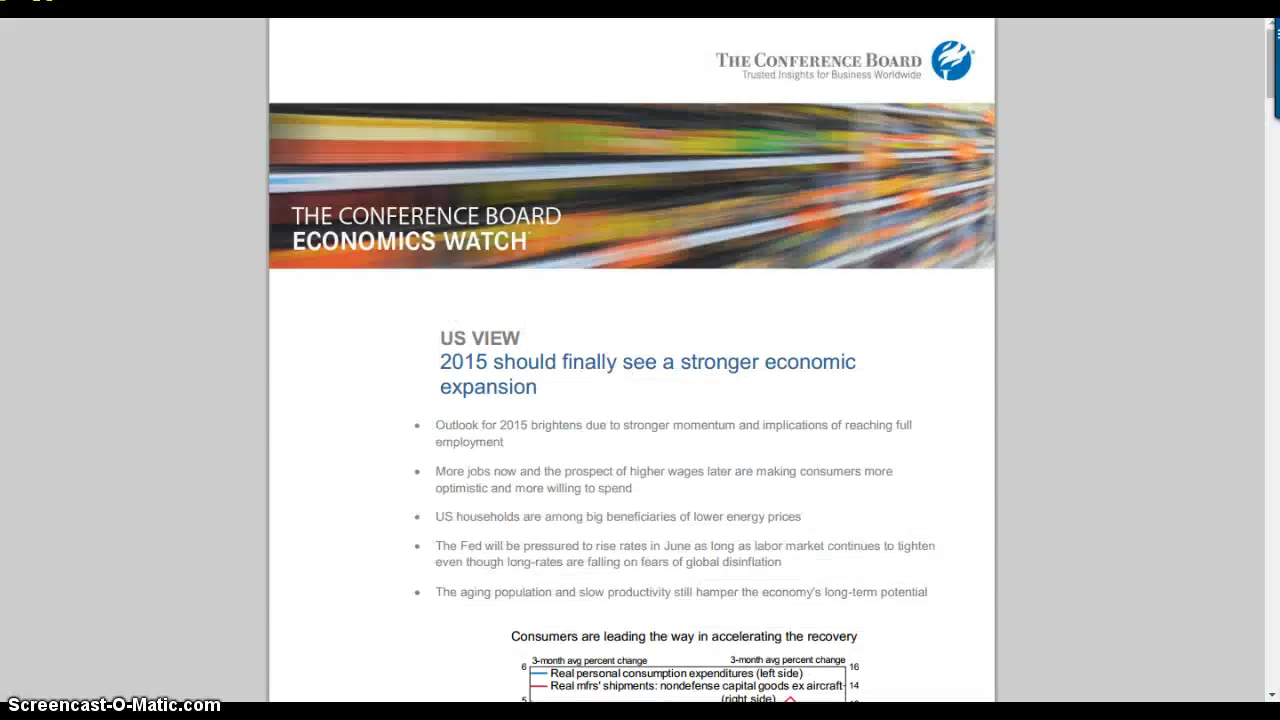 THE CONFERENCE BOARD
Trusted Insights for Business Worldwide
THE CONFERENCE BOARD
ECONOMICS WATCH
US VIEW
2015 should finally see a stronger economic
expansion
• Outlook for 2015 brightens due to stronger momentum and implications of reaching full
employment
• More jobs now and the prospect of higher wages later are making consumers more
optimistic and more willing to spend
• US households are among big beneficiaries of lower energy prices
• The Fed will be pressured to rise rates in June as long as labor market continues to tighten
even though long-rates are falling on fears of global disinflation
• The aging population and slow productivity still hamper the economy's long-term potential
Consumers are leading the way in accelerating the recovery
3-month avg percent change 3-month avg percent change
6 Real personal consumption expenditures (left side) 16
Real mfrs' shipments: nondefense capital goods ex aircraft 14
5 (right side)
Screencast-O-Matic.com